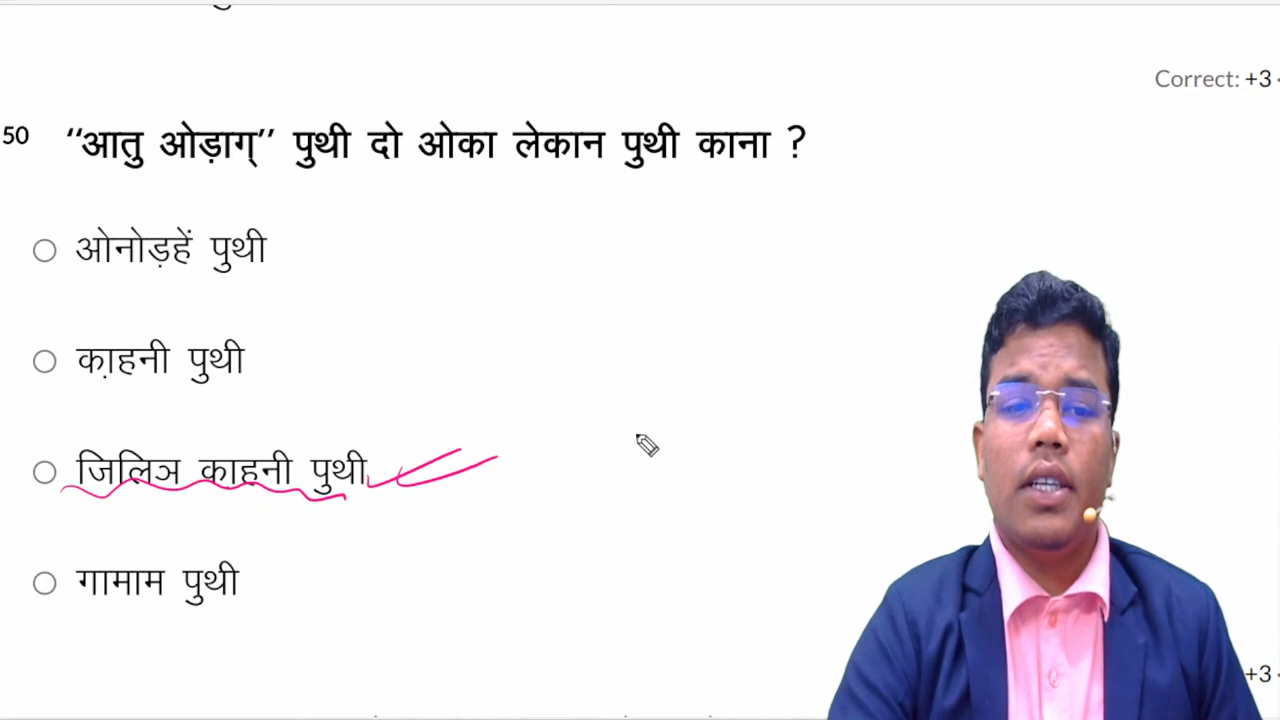 Correct: +3
50 “आतु ओड़ाग्” पुथी दो ओका लेकान पुथी काना ?
ओनोड़हें पुथी
का़हनी पुथी
जिलिञ काहनी पुथी
गामाम पुथी
+3